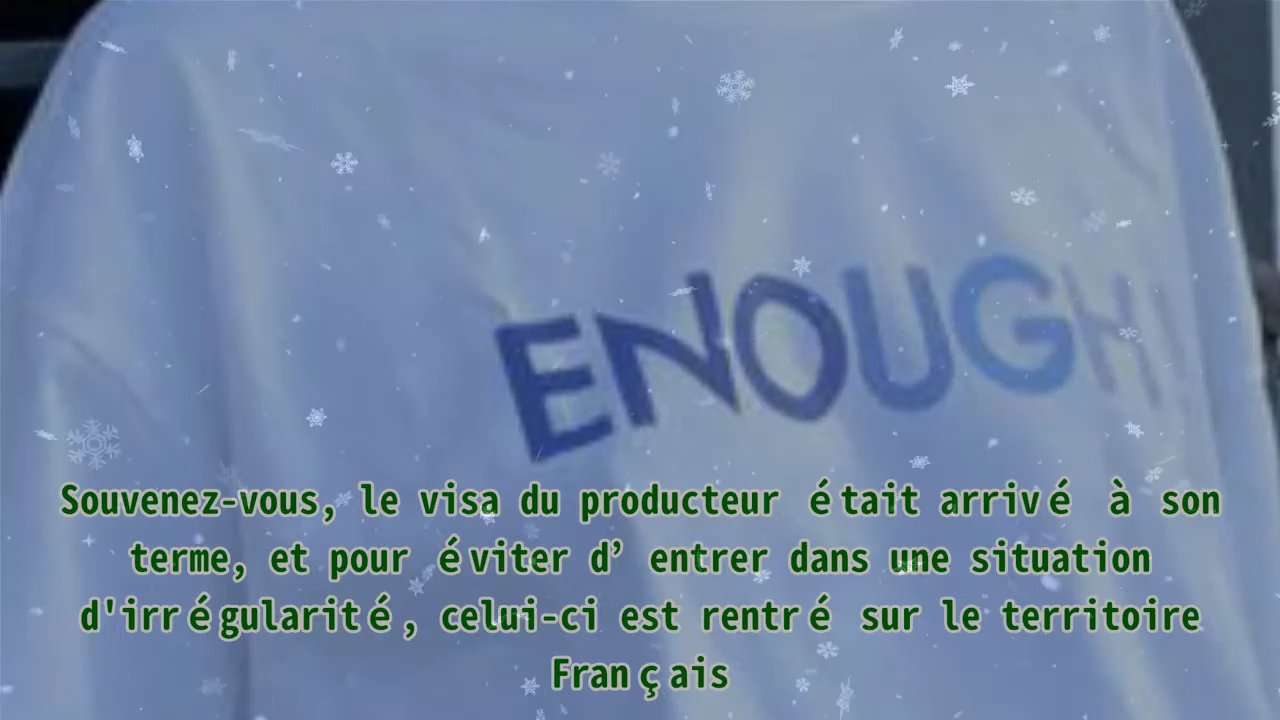 ENOUGH
Souvenez-vous, le visa du producteur était arrivé à son
terme, et pour éviter d’ entrer dans une situation
d'irrégularité, celui-ci est rentré sur le territoire
Français